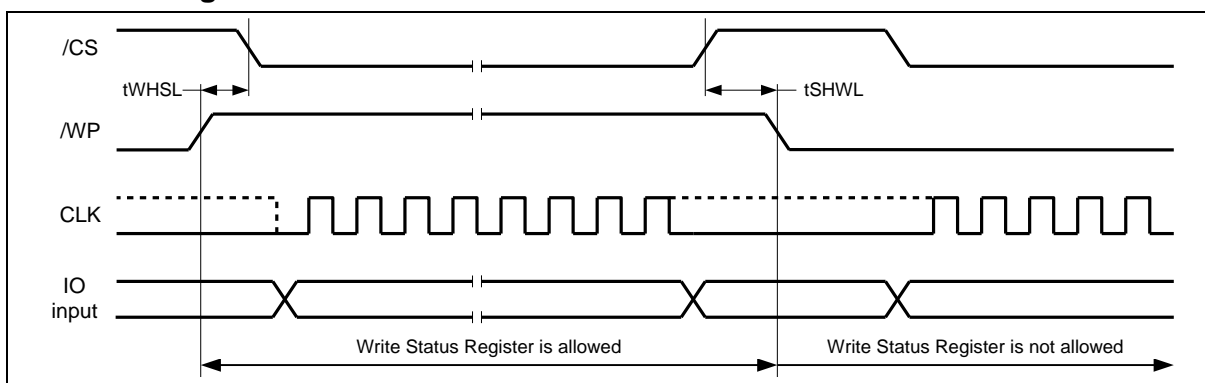 /CS
tWHSL
tSHWL
/WP
CLK
IO
input
Write Status Register is allowed
Write Status Register is not allowed